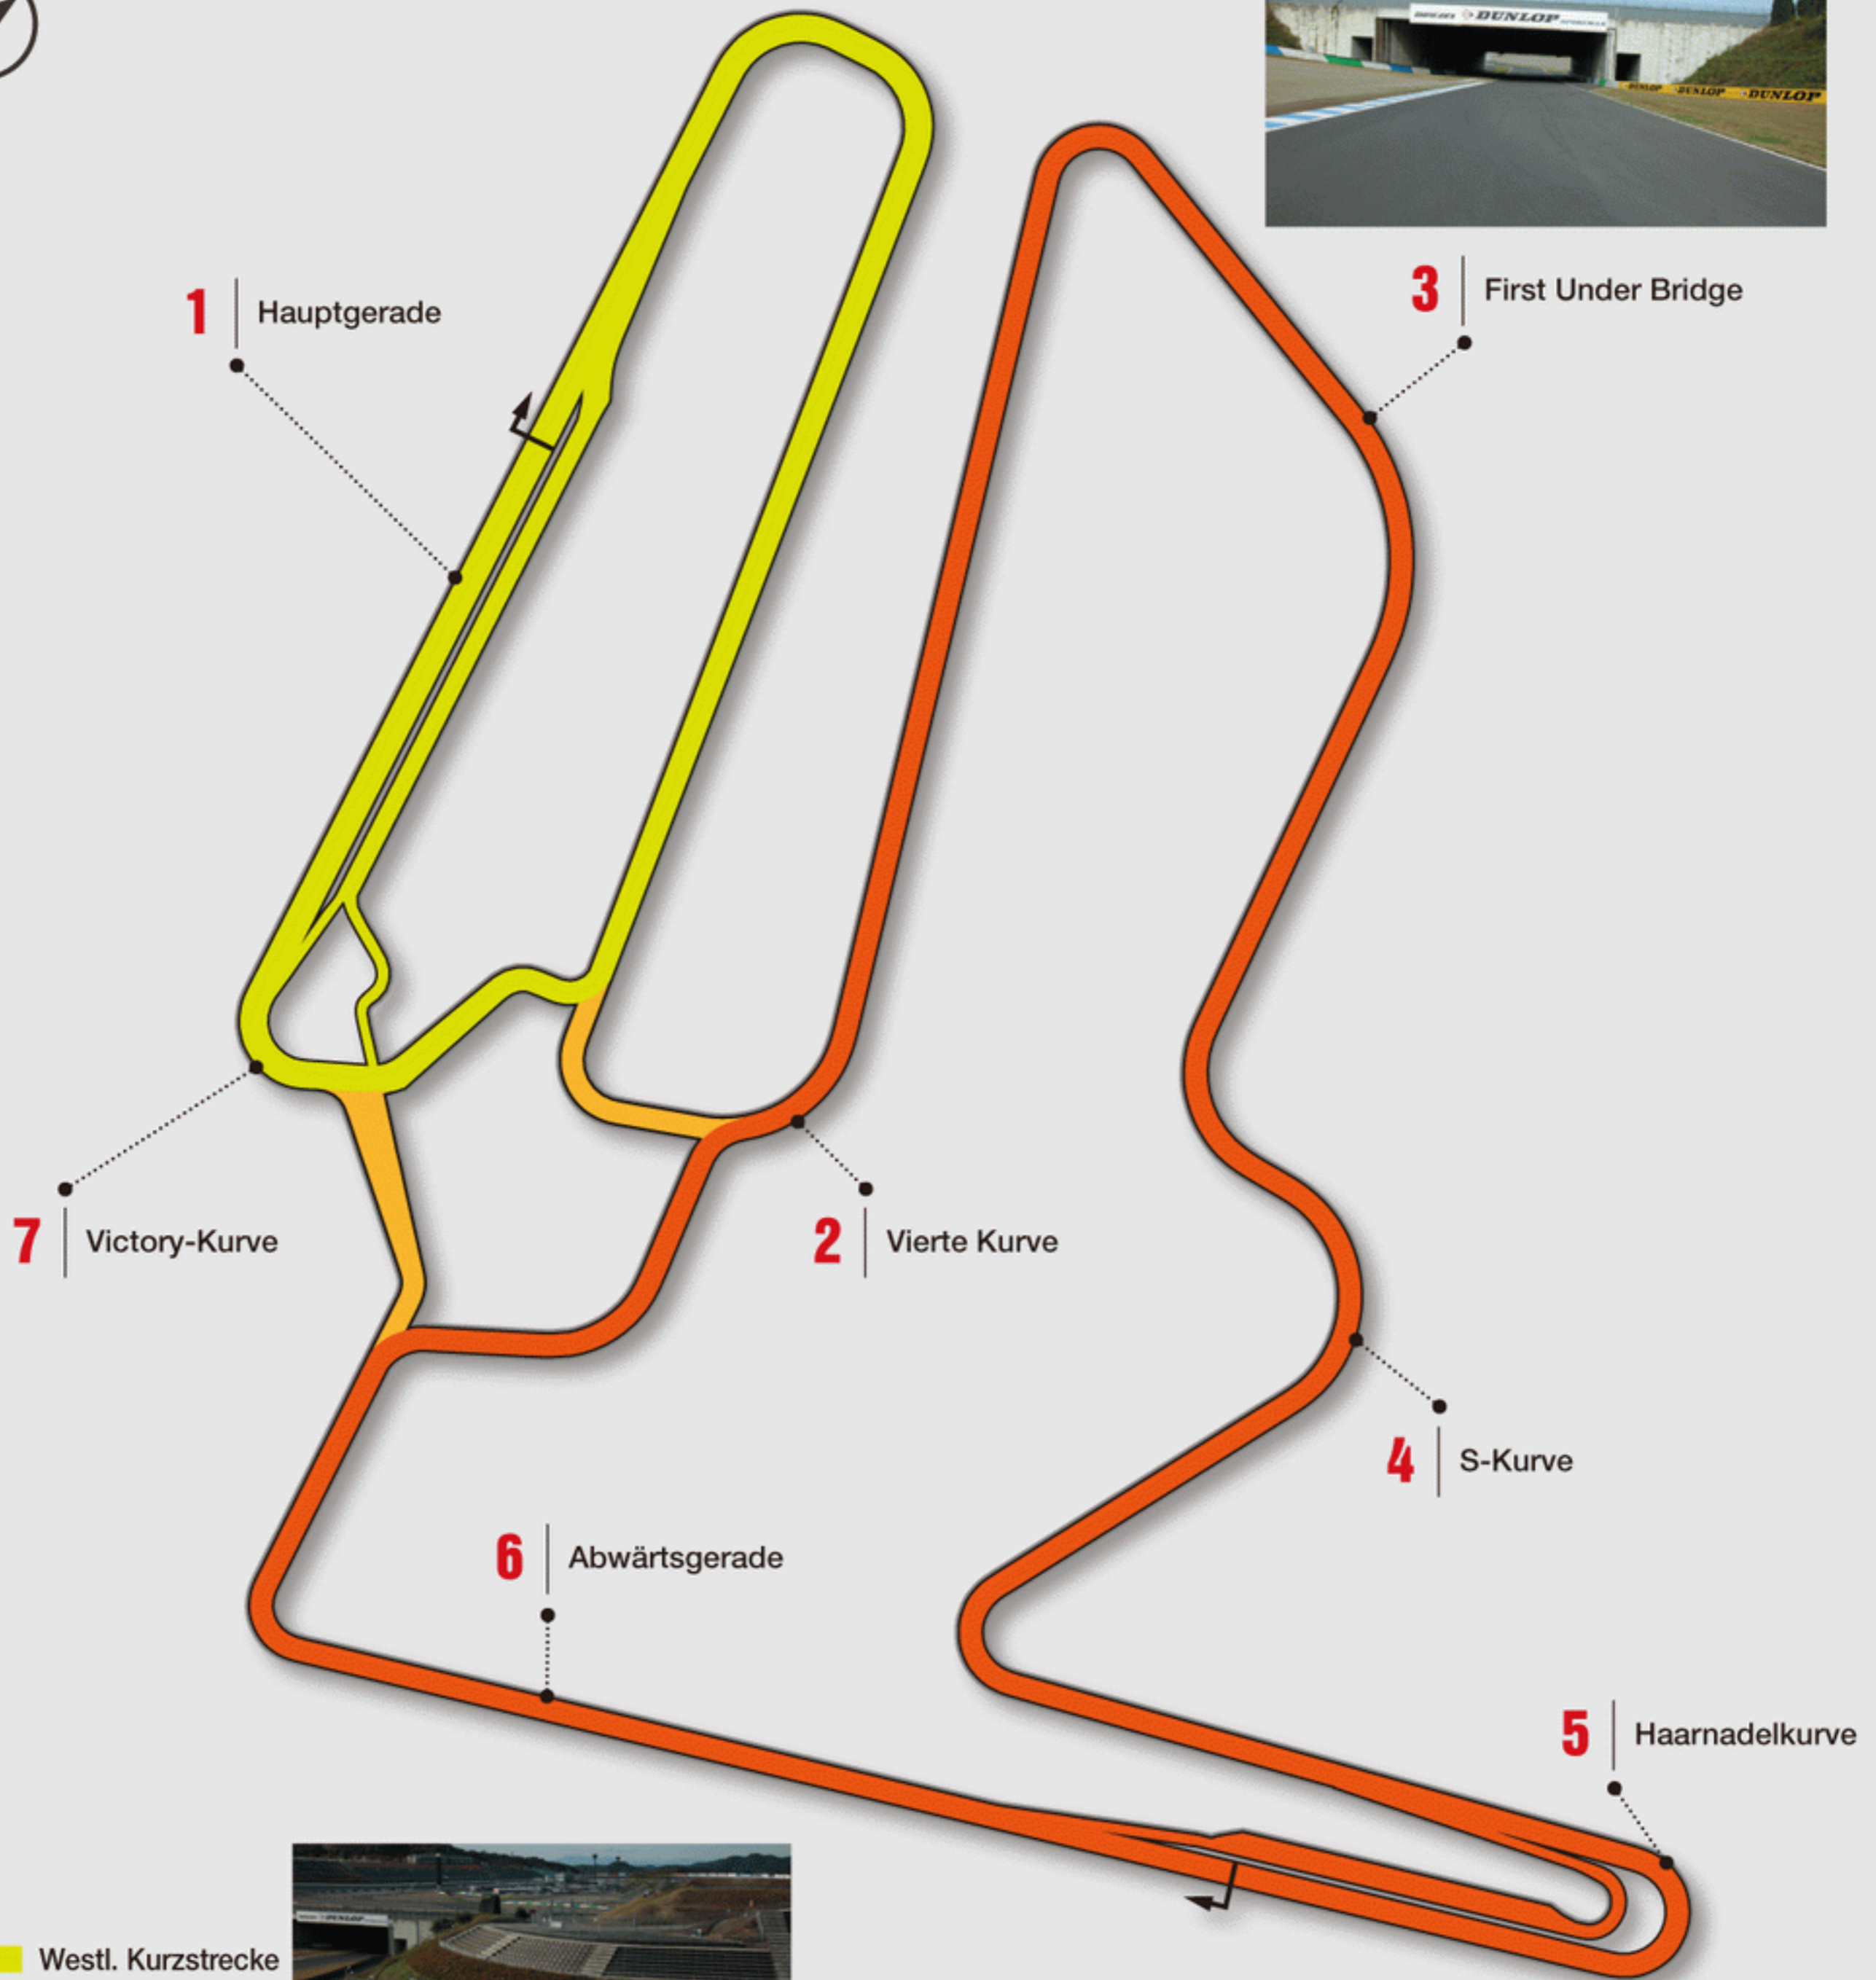 DUNLOP
DUNLOP DUNLOP DUNLOP
1 Hauptgerade
3 First Under Bridge
7 Victory-Kurve
2 Vierte Kurve
4 S-Kurve
6 Abwärtsgerade
5 Haarnadelkurve
DUNLOP
Westl. Kurzstrecke